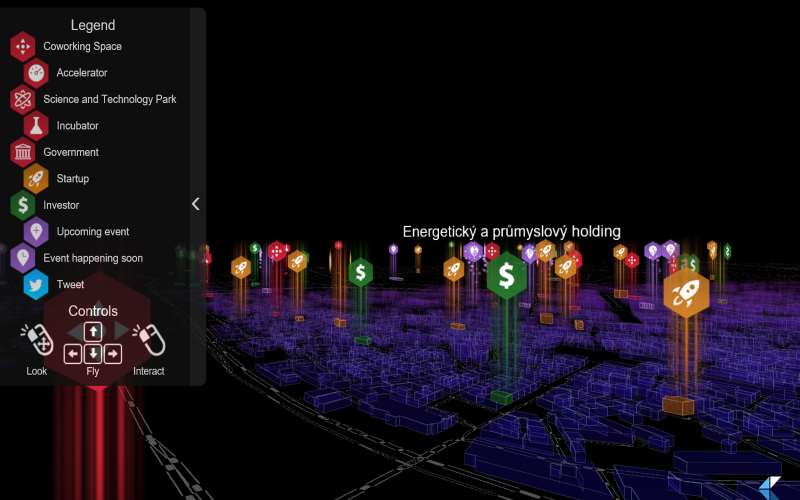 Legend
Coworking Space
Accelerator
Science and Technology Park
Incubator
Government
Startup
Investor
Upcoming event
Event happening soon
Tweet
Controls
Look
Fly
Interact
Energetický a průmyslový holding